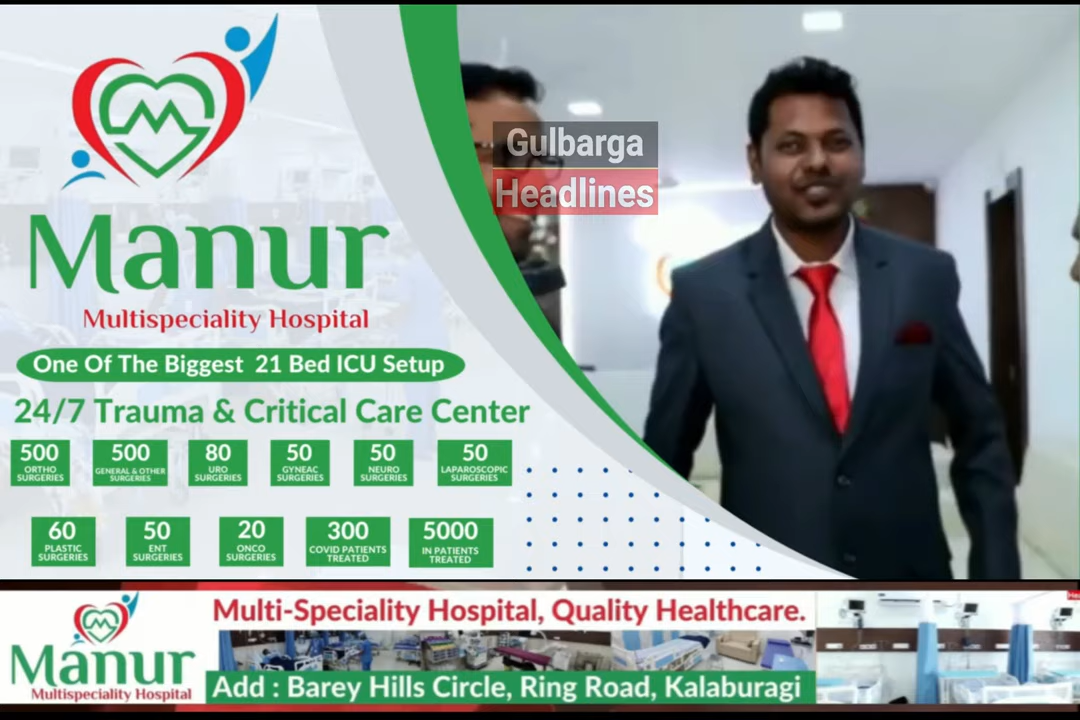 Gulbarga
Headlines
Manur
Multispeciality Hospital
One Of The Biggest 21 Bed ICU Setup
24/7 Trauma & Critical Care Center
500
ORTHO
SURGERIES
500
GENERAL & OTHER
SURGERIES
80
URO
SURGERIES
50
GYNEAC
SURGERIES
50
NEURO
SURGERIES
50
LAPAROSCOPIC
SURGERIES
60
PLASTIC
SURGERIES
50
ENT
SURGERIES
20
ONCO
SURGERIES
300
COVID PATIENTS
TREATED
5000
IN PATIENTS
TREATED
Manur
Multispeciality Hospital
Multi-Speciality Hospital, Quality Healthcare.
Add : Barey Hills Circle, Ring Road, Kalaburagi